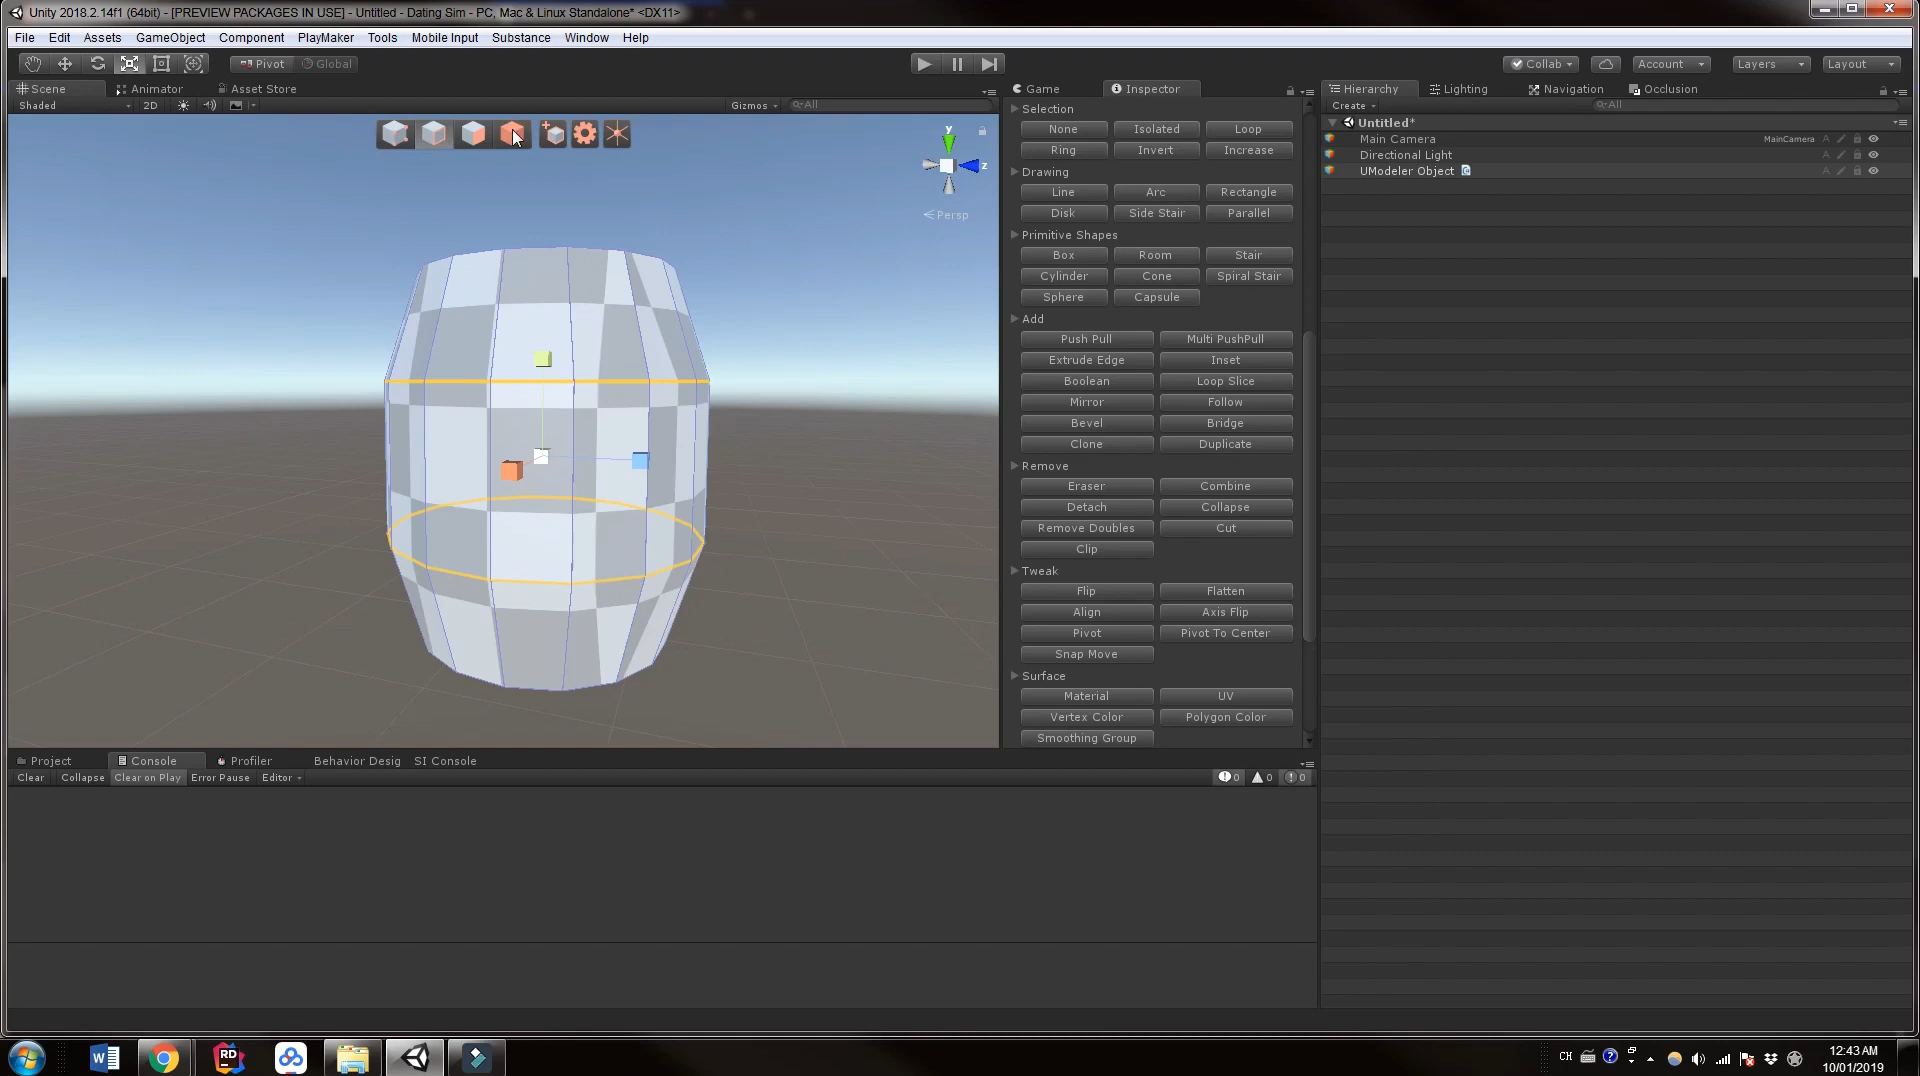 Unity 2018.2.14f1 (64bit) - [PREVIEW PACKAGES IN USE] - Untitled - Dating Sim - PC, Mac & Linux Standalone* <DX11>
File Edit Assets GameObject Component PlayMaker Tools Mobile Input Substance Window Help
Pivot Global Collab Account Layers Layout
Scene Animator Asset Store Game Inspector Hierarchy Lighting Navigation Occlusion
Shaded 2D Gizmos All Create All
Selection
None Isolated Loop
Ring Invert Increase
Drawing
Line Arc Rectangle
Disk Side Stair Parallel
Primitive Shapes
Box Room Stair
Cylinder Cone Spiral Stair
Sphere Capsule
Add
Push Pull Multi PushPull
Extrude Edge Inset
Boolean Loop Slice
Mirror Follow
Bevel Bridge
Clone Duplicate
Remove
Eraser Combine
Detach Collapse
Remove Doubles Cut
Clip
Tweak
Flip Flatten
Align Axis Flip
Pivot Pivot To Center
Snap Move
Surface
Material UV
Vertex Color Polygon Color
Smoothing Group
y
z
Persp
Untitled*
Main Camera MainCamera
Directional Light
UModeler Object
Project Console Profiler Behavior Desig SI Console
Clear Collapse Clear on Play Error Pause Editor 0 0 0
CH
12:43 AM
10/01/2019